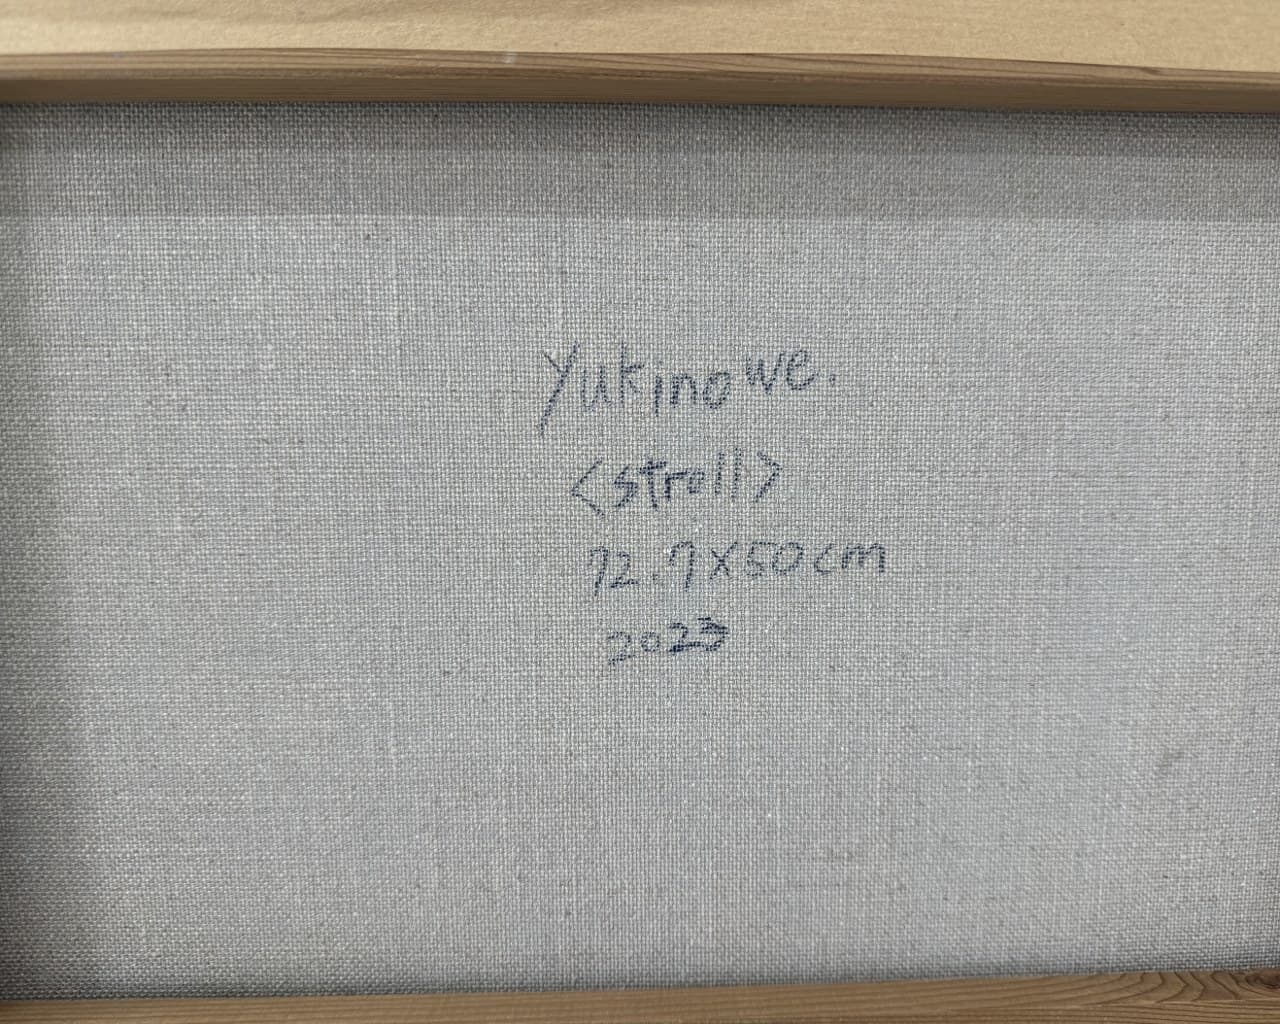 Yukinowe.
<stroll>
72.7x50cm
2023